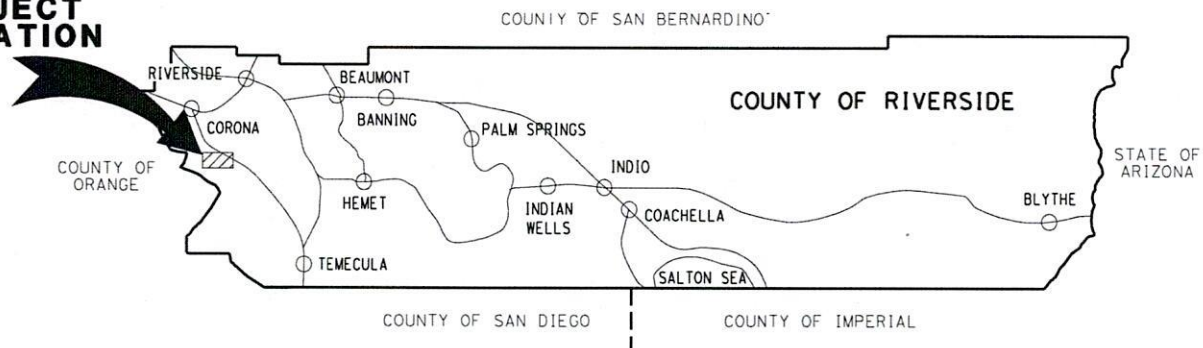 JECT
ATION
COUNTY OF SAN BERNARDINO
RIVERSIDE
BEAUMONT
COUNTY OF RIVERSIDE
CORONA
BANNING
PALM SPRINGS
COUNTY OF
ORANGE
STATE OF
ARIZONA
INDIO
HEMET
INDIAN
WELLS
COACHELLA
BLYTHE
TEMECULA
SALTON SEA
COUNTY OF SAN DIEGO
COUNTY OF IMPERIAL